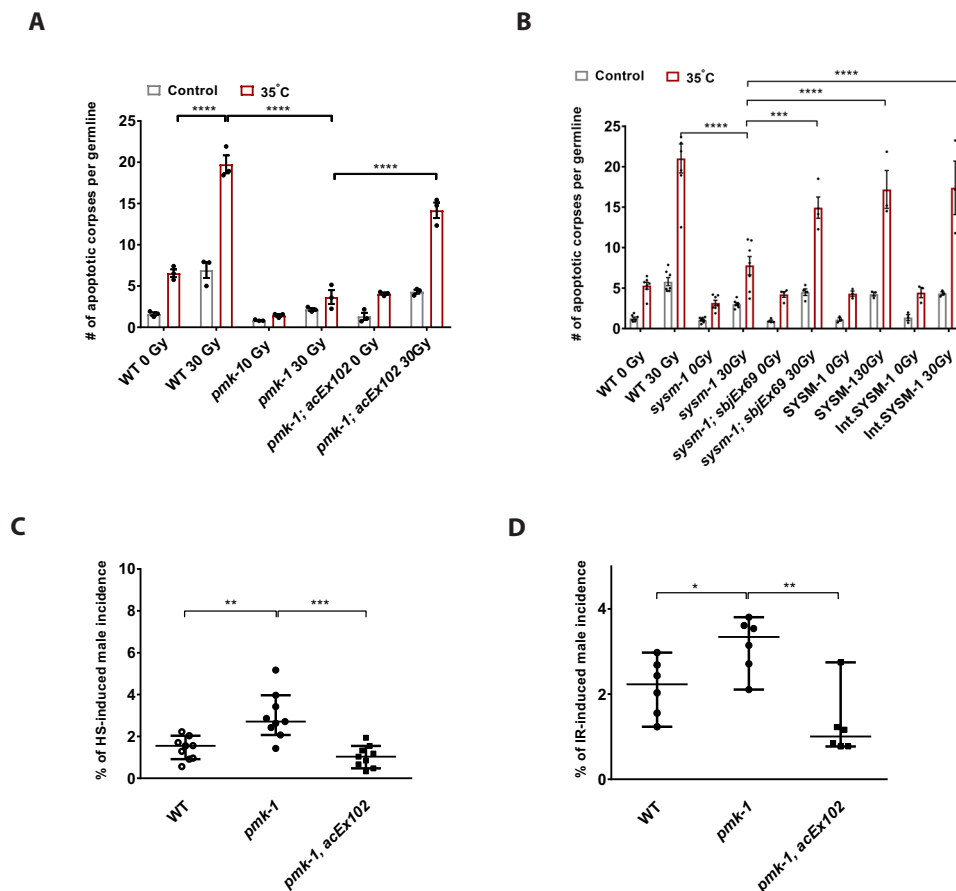 A
Control 35°C
**** ****
****
# of apoptotic corpses per germline
25
20
15
10
5
0
WT 0 Gy
WT 30 Gy
pmk-10 Gy
pmk-1 30 Gy
pmk-1; acEx102 0 Gy
pmk-1; acEx102 30Gy
B
Control 35°C
****
****
**** ***
# of apoptotic corpses per germline
25
20
15
10
5
0
WT 0 Gy
WT 30 Gy
sysm-1 0Gy
sysm-1 30Gy
sysm-1; sbjEx69 0Gy
sysm-1; sbjEx69 30Gy
SYSM-1 0Gy
SYSM-130Gy
Int.SYSM-1 0Gy
Int.SYSM-1 30Gy
C
** ***
% of HS-induced male incidence
10
8
6
4
2
0
WT
pmk-1
pmk-1, acEx102
D
* **
% of IR-induced male incidence
4
2
0
WT
pmk-1
pmk-1, acEx102